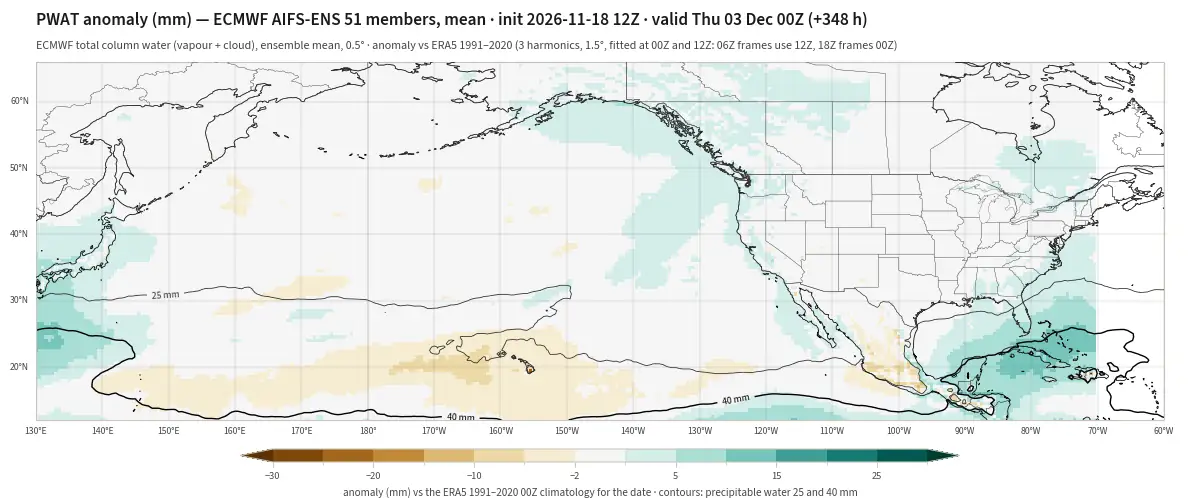 PWAT anomaly (mm) — ECMWF AIFS-ENS 51 members, mean · init 2026-11-18 12Z · valid Thu 03 Dec 00Z (+348 h)
ECMWF total column water (vapour + cloud), ensemble mean, 0.5° · anomaly vs ERA5 1991–2020 (3 harmonics, 1.5°, fitted at 00Z and 12Z: 06Z frames use 12Z, 18Z frames 00Z)
60°N
50°N
40°N
30°N
20°N
25 mm
40 mm
40 mm
130°E 140°E 150°E 160°E 170°E 180° 170°W 160°W 150°W 140°W 130°W 120°W 110°W 100°W 90°W 80°W 70°W 60°W
−30 −20 −10 −2 5 15 25
anomaly (mm) vs the ERA5 1991–2020 00Z climatology for the date · contours: precipitable water 25 and 40 mm